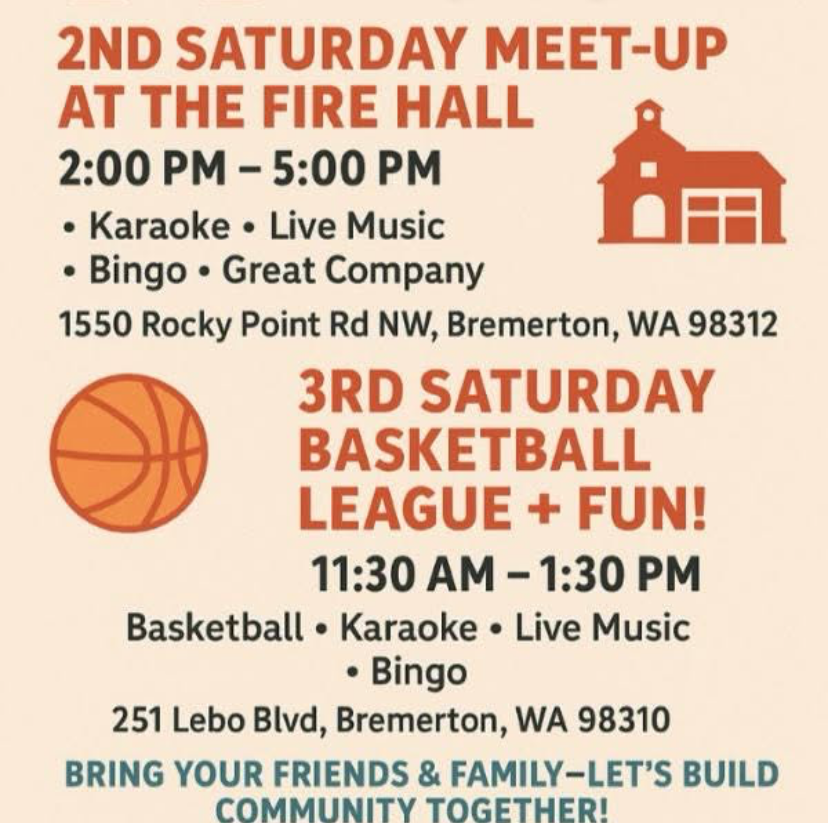 2ND SATURDAY MEET-UP
AT THE FIRE HALL
2:00 PM – 5:00 PM
• Karaoke • Live Music
• Bingo • Great Company
1550 Rocky Point Rd NW, Bremerton, WA 98312
3RD SATURDAY
BASKETBALL
LEAGUE + FUN!
11:30 AM – 1:30 PM
Basketball • Karaoke • Live Music
• Bingo
251 Lebo Blvd, Bremerton, WA 98310
BRING YOUR FRIENDS & FAMILY–LET'S BUILD
COMMUNITY TOGETHER!